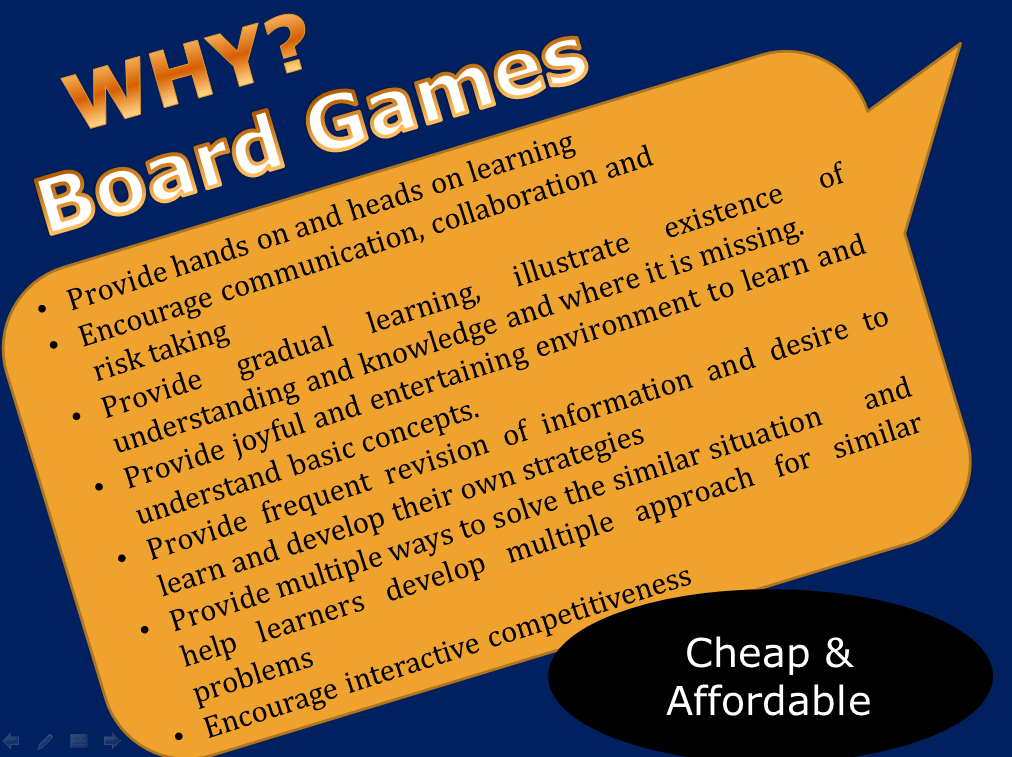 WHY?
Board Games
• Provide hands on and heads on learning
• Encourage communication, collaboration and
risk taking
• Provide gradual learning, illustrate existence of
understanding and knowledge and where it is missing.
• Provide joyful and entertaining environment to learn and
understand basic concepts.
• Provide frequent revision of information and desire to
learn and develop their own strategies
• Provide multiple ways to solve the similar situation and
help learners develop multiple approach for similar
problems
• Encourage interactive competitiveness
Cheap &
Affordable